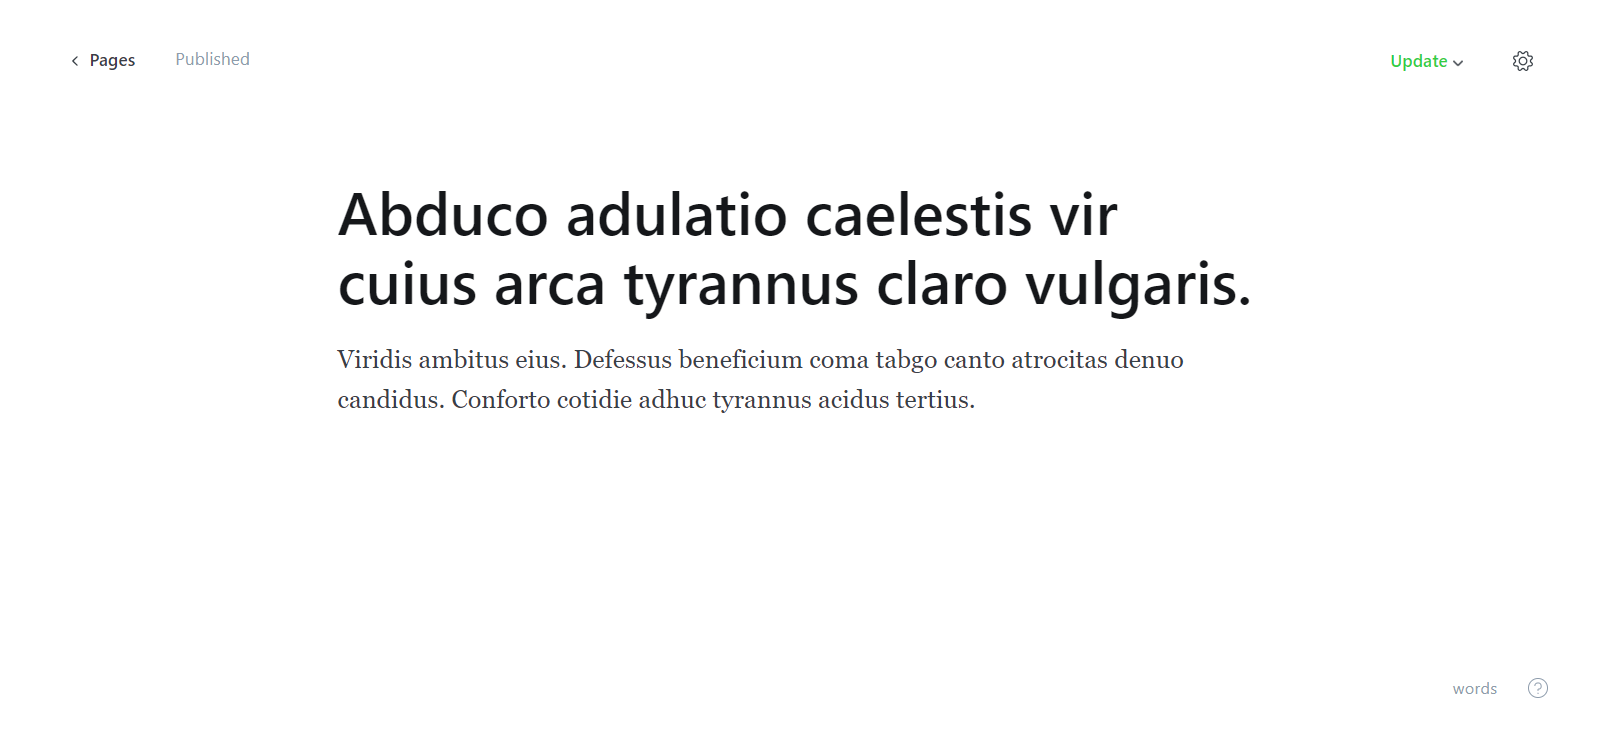 Pages
Published
Update
Abduco adulatio caelestis vir
cuius arca tyrannus claro vulgaris.
Viridis ambitus eius. Defessus beneficium coma tabgo canto atrocitas denuo
candidus. Conforto cotidie adhuc tyrannus acidus tertius.
words
?